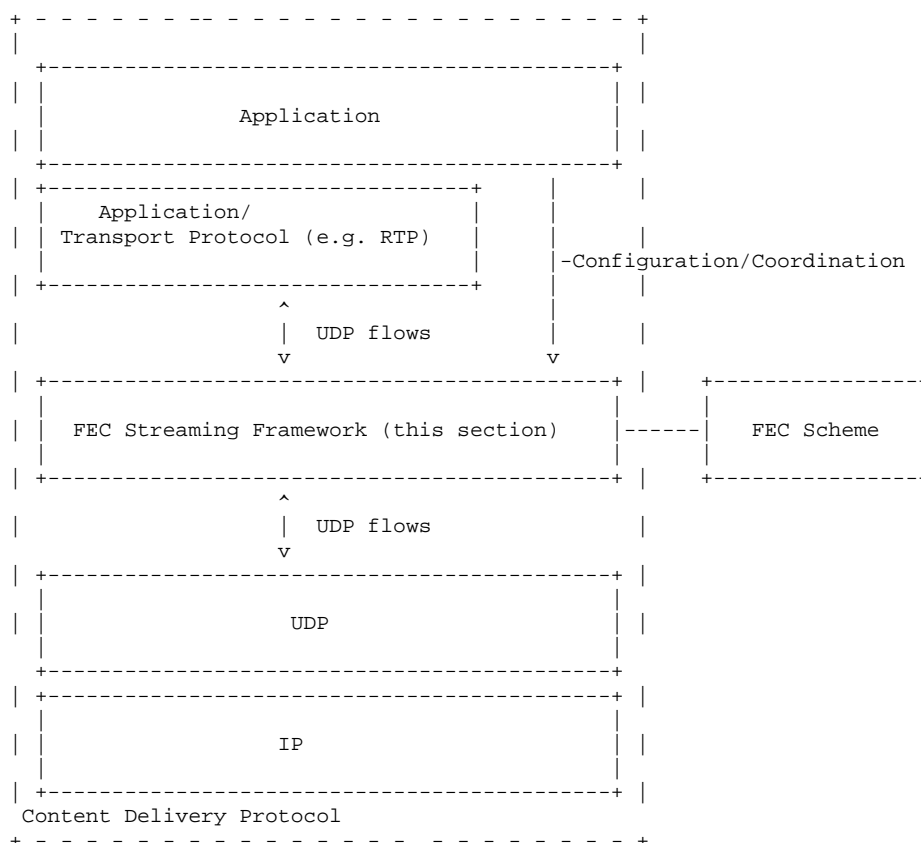 Application
Application/
Transport Protocol (e.g. RTP)
-Configuration/Coordination
UDP flows
FEC Streaming Framework (this section)
FEC Scheme
UDP flows
UDP
IP
Content Delivery Protocol